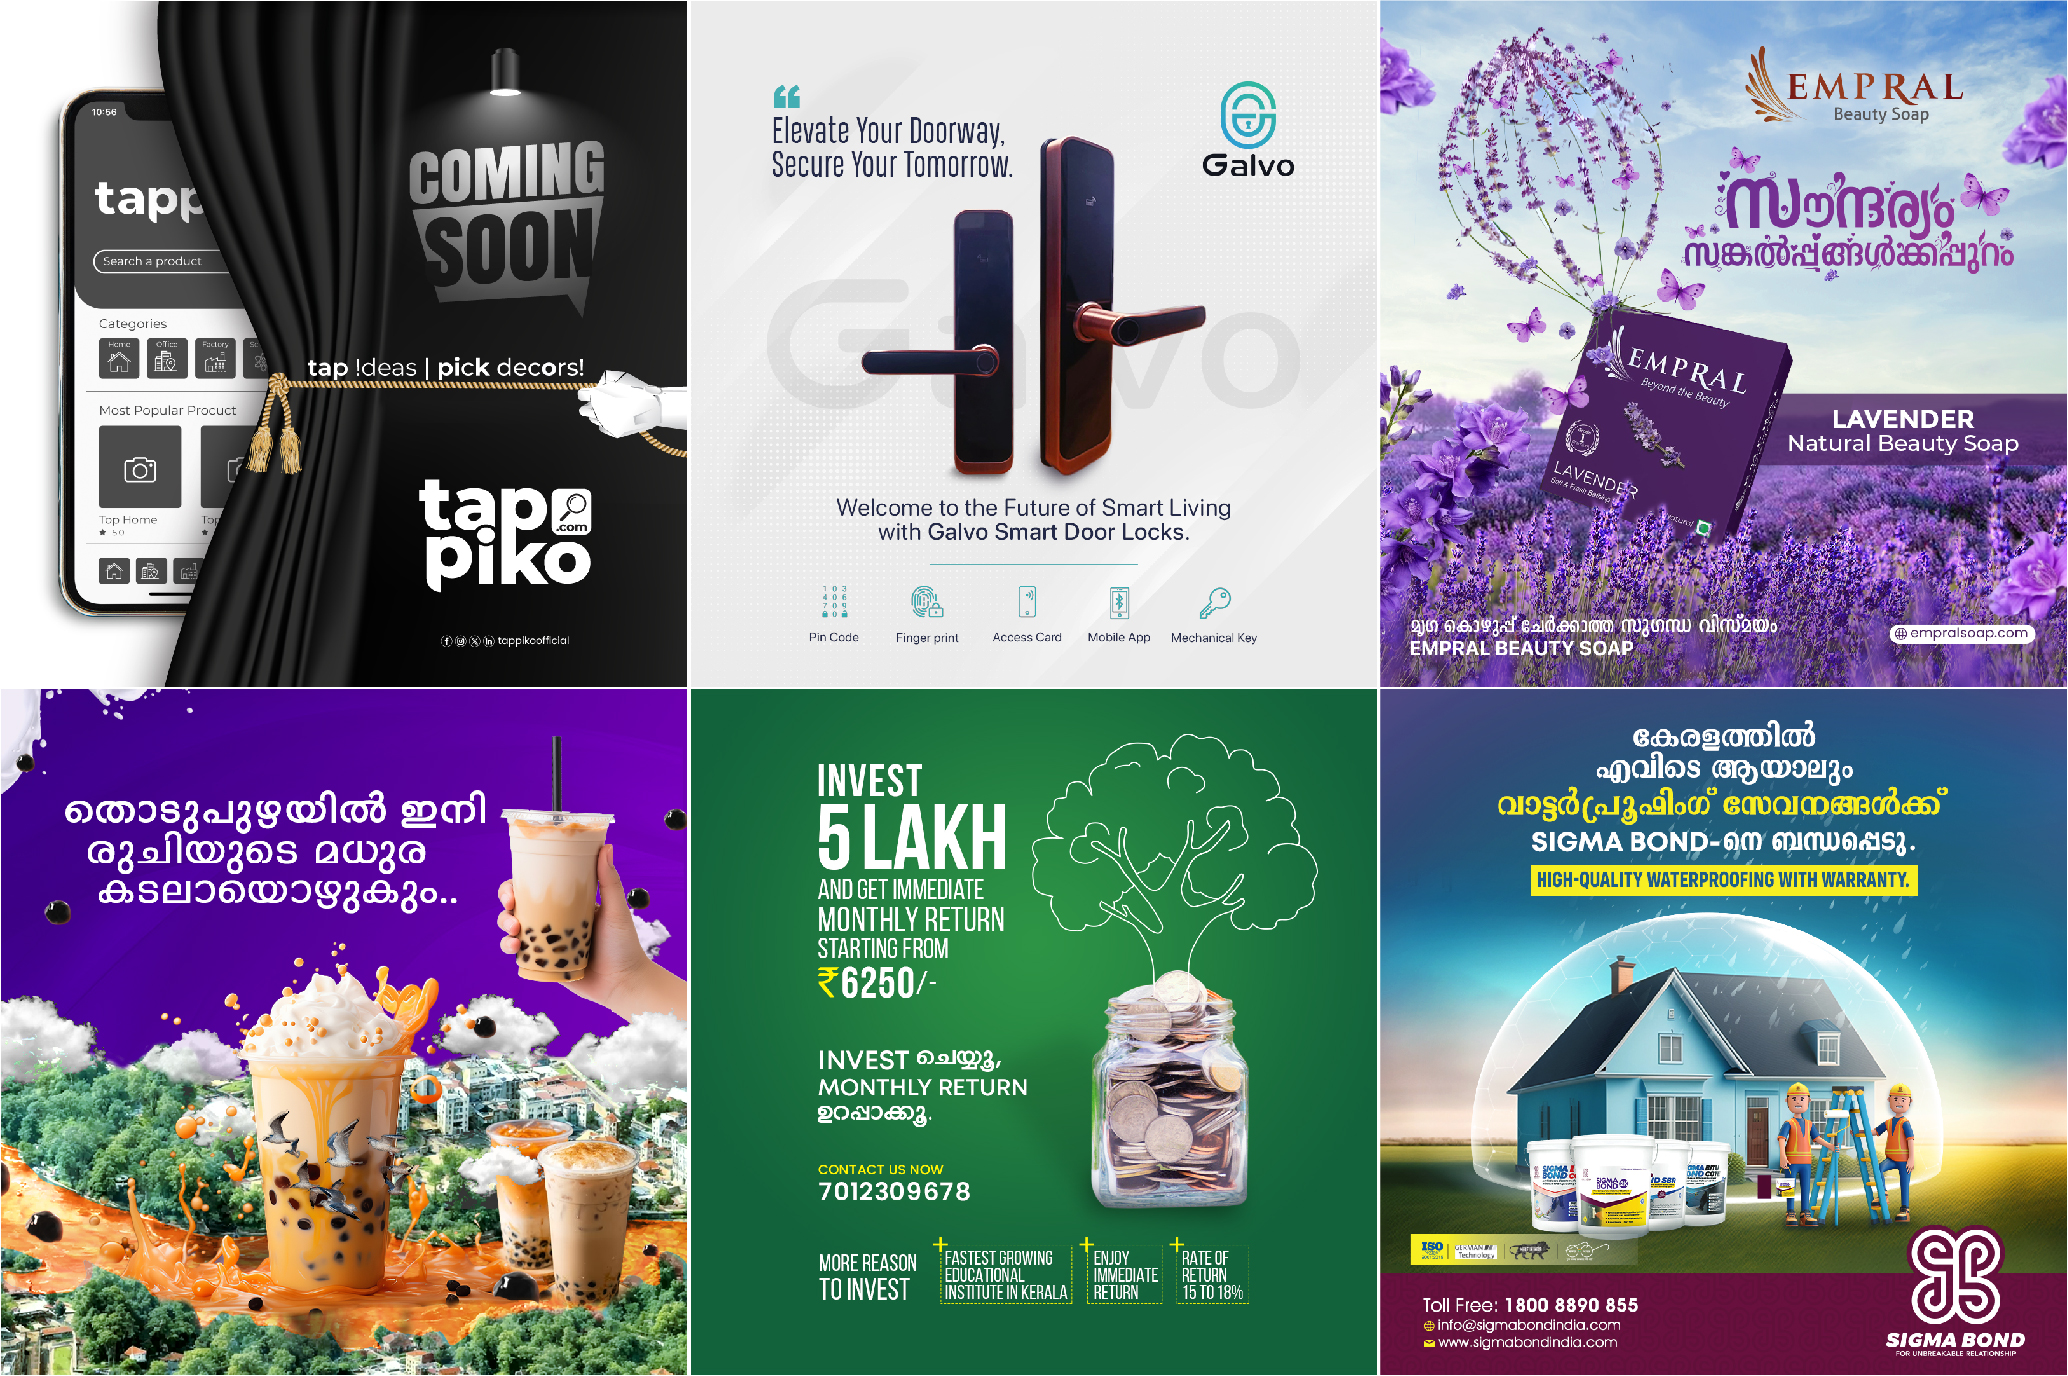 10:56
tapp
Search a product
Categories
Home
Office
Factory
Most Popular Procuct
Top Home
Top
5.0
COMING
SOON
tap !deas | pick decors!
tap
.com
piko
tappikoofficial
Elevate Your Doorway,
Secure Your Tomorrow.
Galvo
Galvo
Welcome to the Future of Smart Living
with Galvo Smart Door Locks.
Pin Code
Finger print
Access Card
Mobile App
Mechanical Key
EMPRAL
Beauty Soap
സൗന്ദര്യം
സങ്കൽപ്പങ്ങൾക്കപ്പുറം
EMPRAL
Beyond the Beauty
LAVENDER
LAVENDER
Natural Beauty Soap
മൃഗ കൊഴുപ്പ് ചേർക്കാത്ത സുഗന്ധ വിസ്മയം
EMPRAL BEAUTY SOAP
empralsoap.com
തൊടുപുഴയിൽ ഇനി
രുചിയുടെ മധുര
കടലായൊഴുകും..
INVEST
5 LAKH
AND GET IMMEDIATE
MONTHLY RETURN
STARTING FROM
₹6250/-
INVEST ചെയ്യൂ,
MONTHLY RETURN
ഉറപ്പാക്കൂ.
CONTACT US NOW
7012309678
MORE REASON
TO INVEST
FASTEST GROWING
EDUCATIONAL
INSTITUTE IN KERALA
ENJOY
IMMEDIATE
RETURN
RATE OF
RETURN
15 TO 18%
കേരളത്തിൽ
എവിടെ ആയാലും
വാട്ടർപ്രൂഫിംഗ് സേവനങ്ങൾക്ക്
SIGMA BOND-നെ ബന്ധപ്പെടൂ.
HIGH-QUALITY WATERPROOFING WITH WARRANTY.
ISO
GERMAN
Technology
Toll Free: 1800 8890 855
info@sigmabondindia.com
www.sigmabondindia.com
SIGMA BOND
FOR UNBREAKABLE RELATIONSHIP